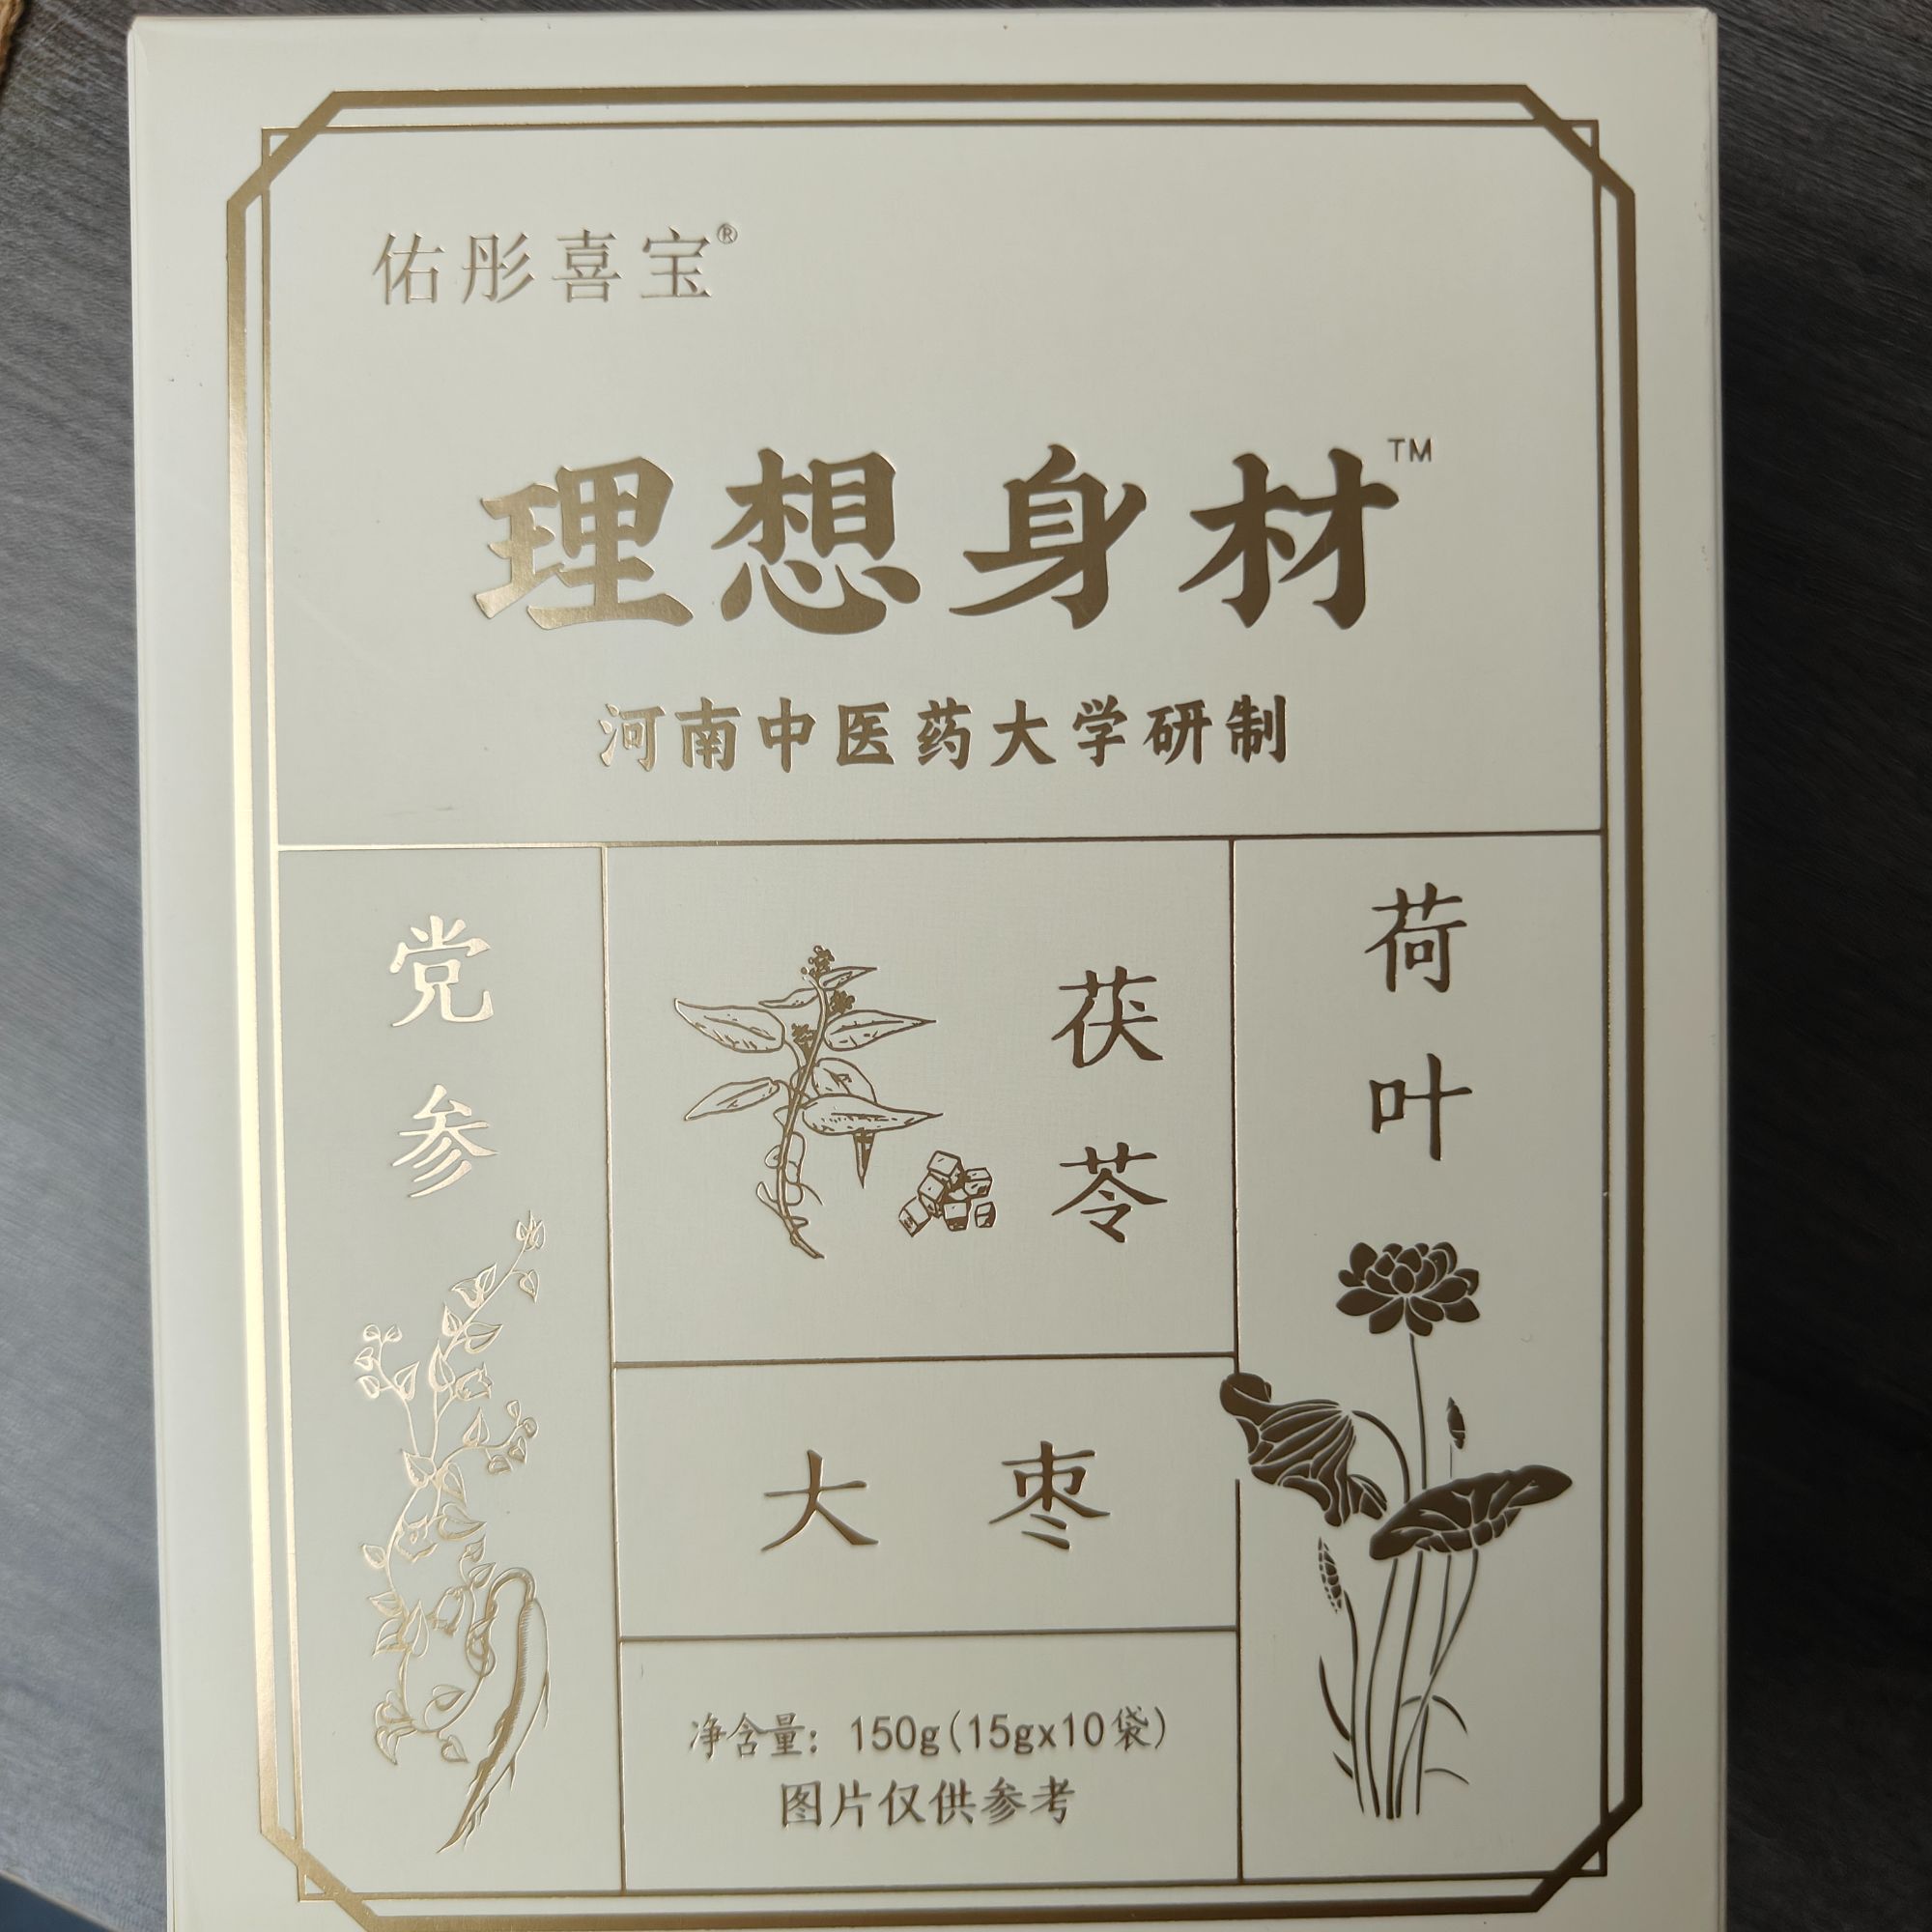 佑彤喜宝®
理想身材™
河南中医药大学研制
党参
茯苓
荷叶
大枣
净含量：150g(15gx10袋)
图片仅供参考